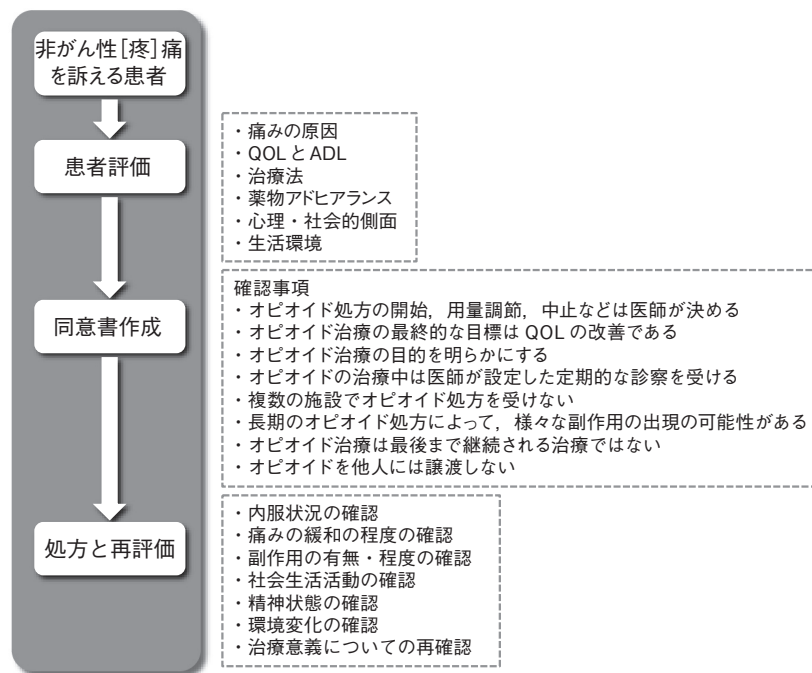 非がん性[疼]痛
を訴える患者
患者評価
・痛みの原因
・QOLとADL
・治療法
・薬物アドヒアランス
・心理・社会的側面
・生活環境
同意書作成
確認事項
・オピオイド処方の開始，用量調節，中止などは医師が決める
・オピオイド治療の最終的な目標は QOL の改善である
・オピオイド治療の目的を明らかにする
・オピオイドの治療中は医師が設定した定期的な診察を受ける
・複数の施設でオピオイド処方を受けない
・長期のオピオイド処方によって，様々な副作用の出現の可能性がある
・オピオイド治療は最後まで継続される治療ではない
・オピオイドを他人には譲渡しない
処方と再評価
・内服状況の確認
・痛みの緩和の程度の確認
・副作用の有無・程度の確認
・社会生活活動の確認
・精神状態の確認
・環境変化の確認
・治療意義についての再確認